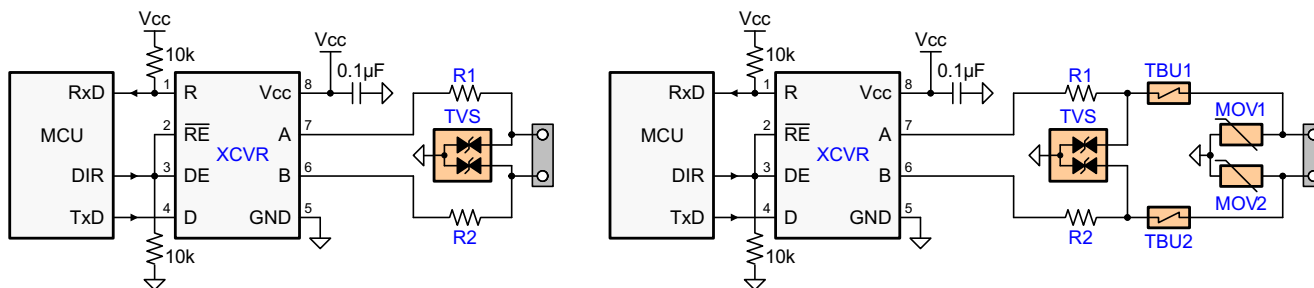 Vcc
10k
Vcc
0.1µF
RxD
MCU
DIR
TxD
1
R
2
RE
3
DE
4
D
XCVR
Vcc
8
A
7
B
6
GND
5
10k
R1
TVS
R2
Vcc
10k
Vcc
0.1µF
RxD
MCU
DIR
TxD
1
R
2
RE
3
DE
4
D
XCVR
Vcc
8
A
7
B
6
GND
5
10k
R1
TVS
R2
TBU1
MOV1
MOV2
TBU2